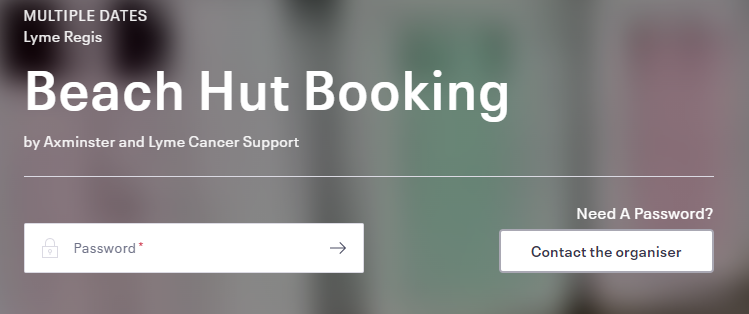 MULTIPLE DATES
Lyme Regis
Beach Hut Booking
by Axminster and Lyme Cancer Support
Need A Password?
Password *
Contact the organiser